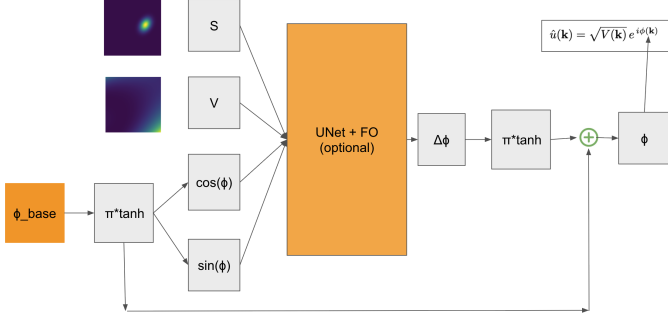 S
û(k) = √V(k) e^{iϕ(k)}
V
UNet + FO
(optional)
Δϕ
π*tanh
ϕ
cos(ϕ)
ϕ_base
π*tanh
sin(ϕ)